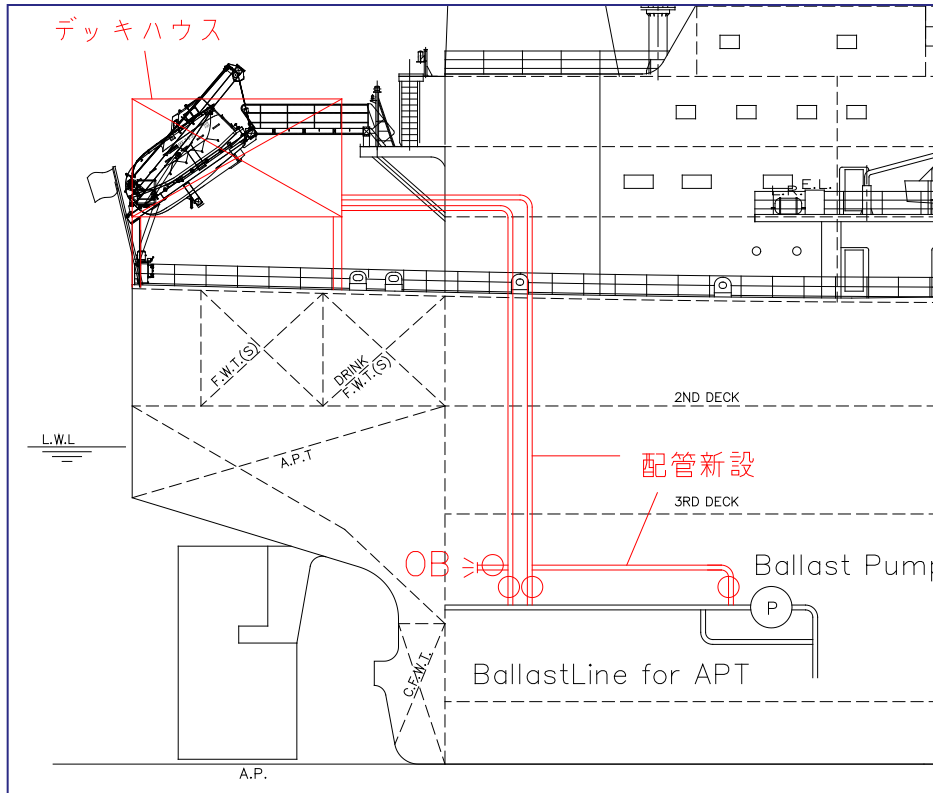 デッキハウス
R.E.L.
F.W.T.(S)
DRINK
F.W.T.(S)
2ND DECK
L.W.L
A.P.T
配管新設
3RD DECK
OB
Ballast Pump
P
BallastLine for APT
C.F.W.T.
A.P.